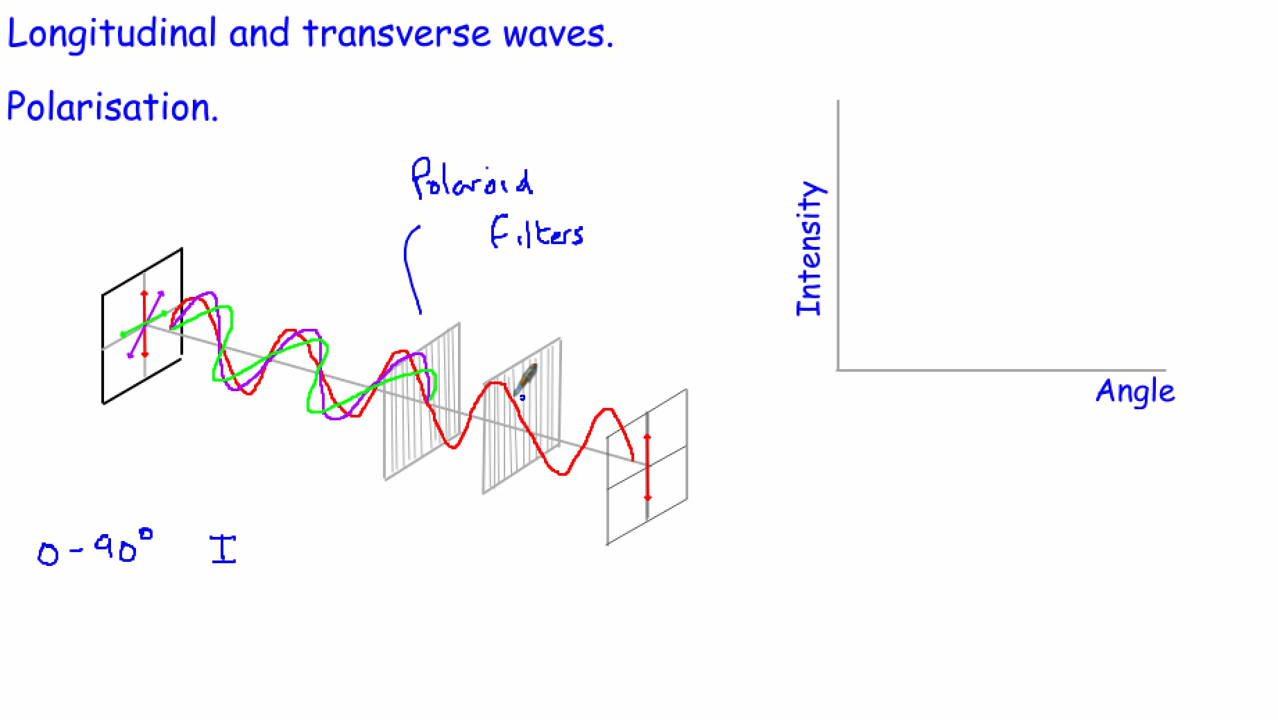 Longitudinal and transverse waves.
Polarisation.
Polaroid
Filters
Intensity
Angle
0-90° I